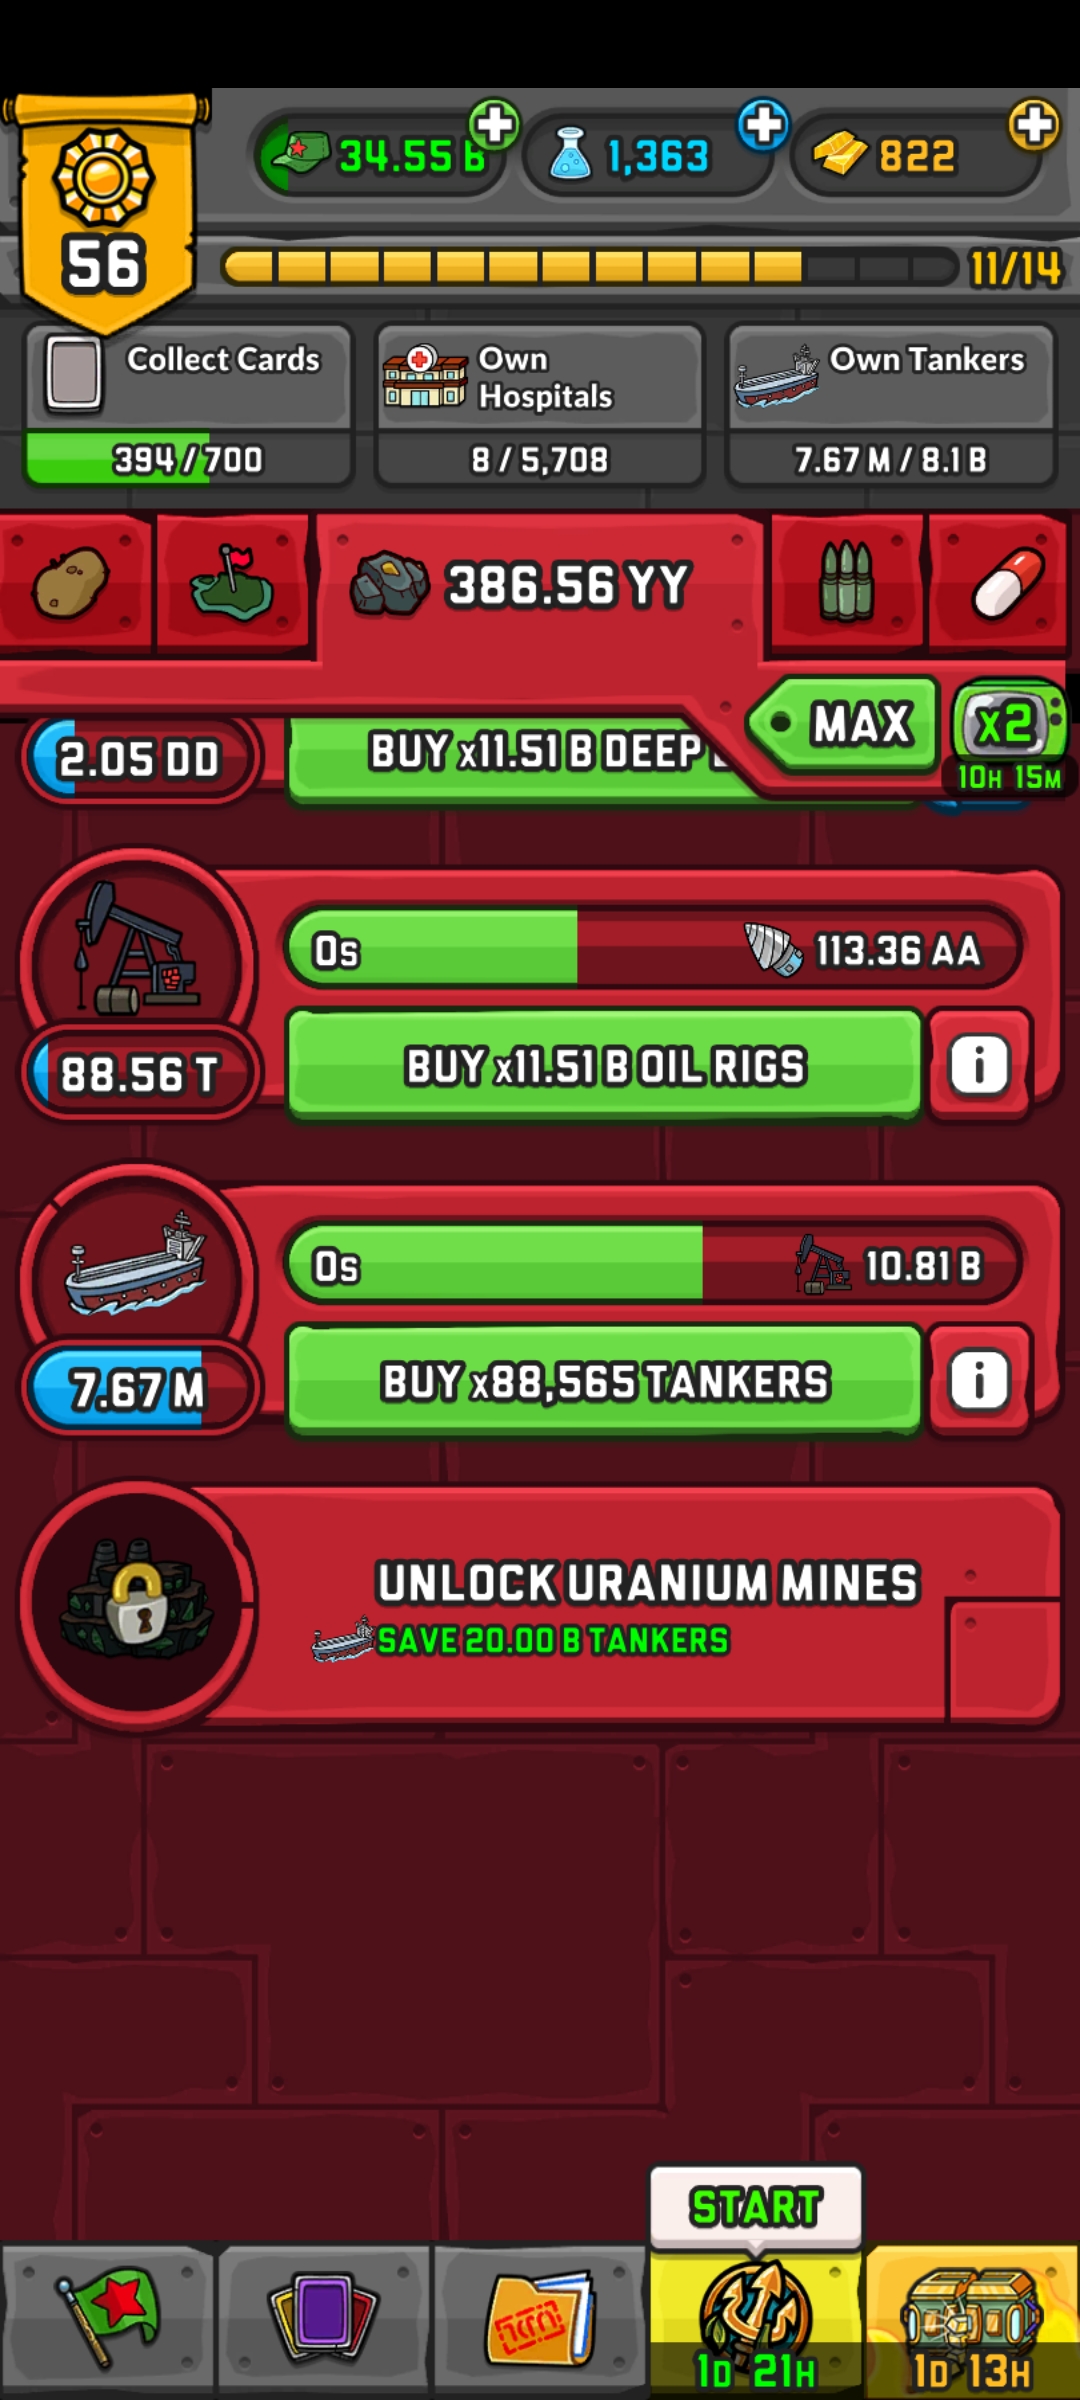 56
34.55 B
1,363
822
11/14
Collect Cards
394 / 700
Own
Hospitals
8 / 5,708
Own Tankers
7.67 M / 8.1 B
386.56 YY
MAX
x2
10H 15M
2.05 DD
BUY x11.51 B DEEP
0s
113.36 AA
88.56 T
BUY x11.51 B OIL RIGS
i
0s
10.81 B
7.67 M
BUY x88,565 TANKERS
i
UNLOCK URANIUM MINES
SAVE 20.00 B TANKERS
START
1D 21H
1D 13H